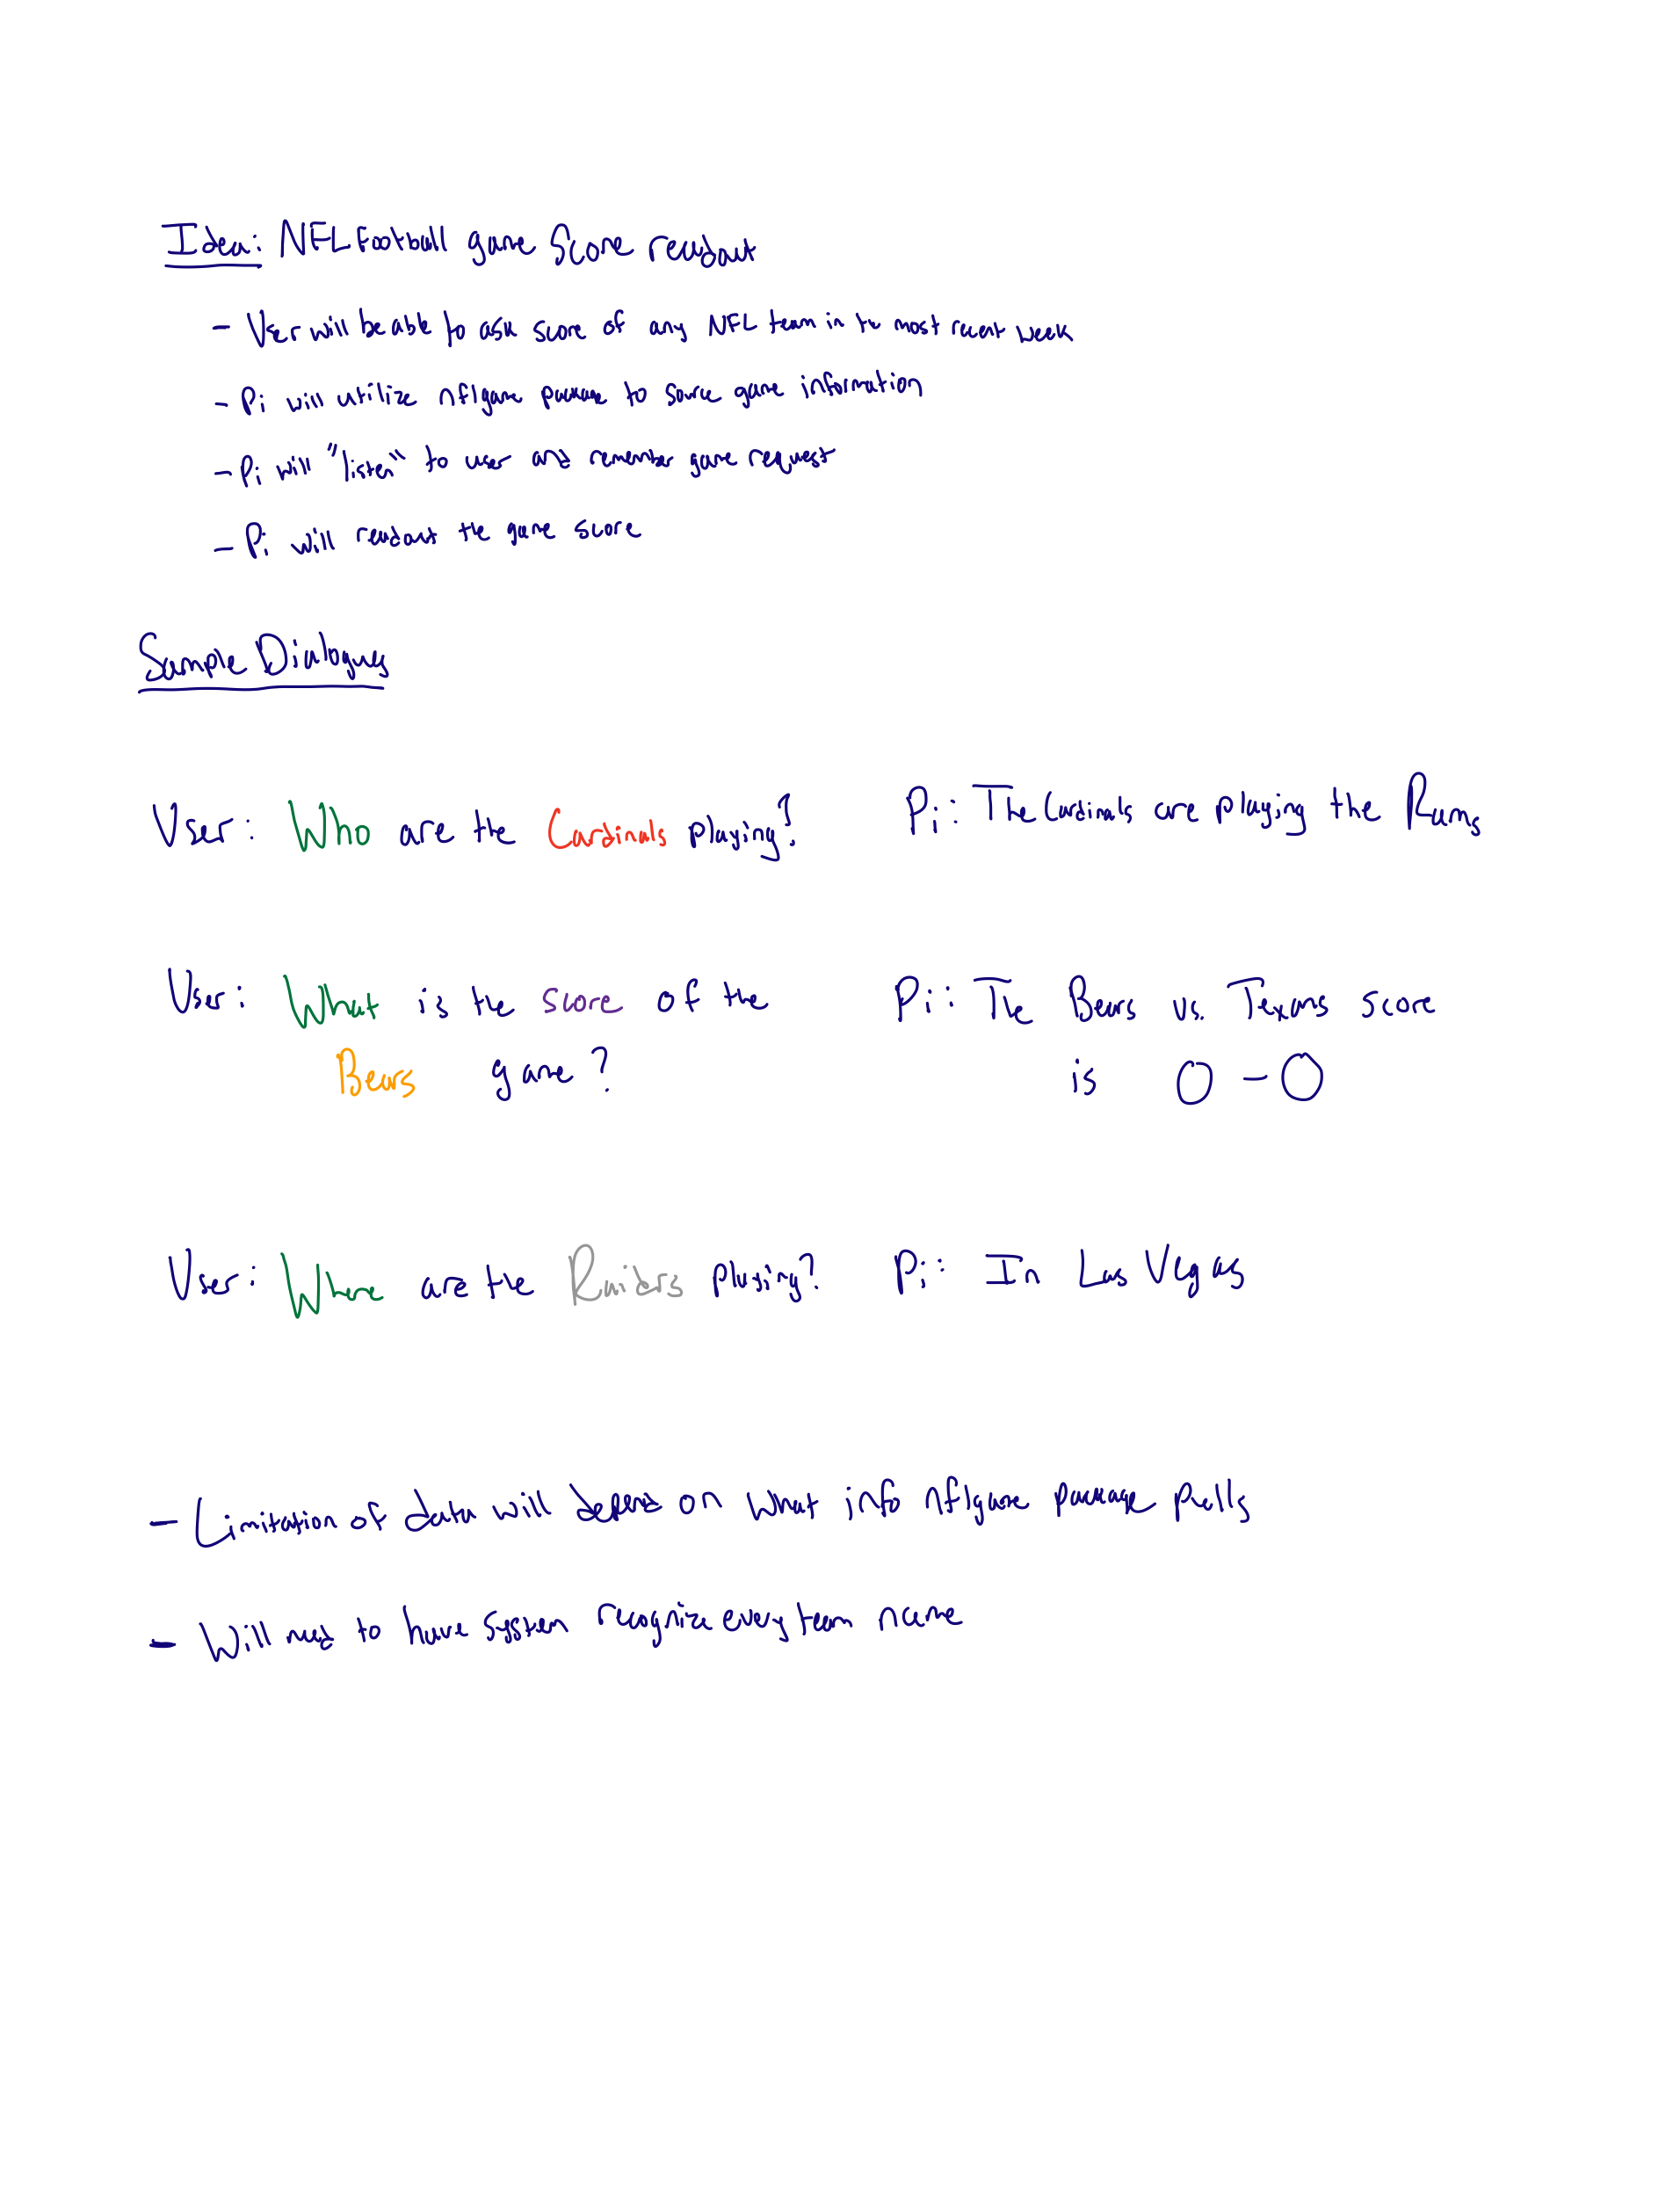 Idea: NFL Football game Score readout
- User will be able to ask score of any NFL team in the most recent week
- Pi will utilize nflgame package to source game information
- Pi will "listen" to user and remember game request
- Pi will readout the game score
Sample Dialogues
User: Who are the Cardinals playing? Pi: The Cardinals are playing the Rams
User: What is the score of the Pi: The Bears vs. Texans score
Bears game? is 0-0
User: Where are the Raiders playing? Pi: In Las Vegas
- Limitation of data will depend on what info nflgame package pulls
- Will need to have system recognize every team name